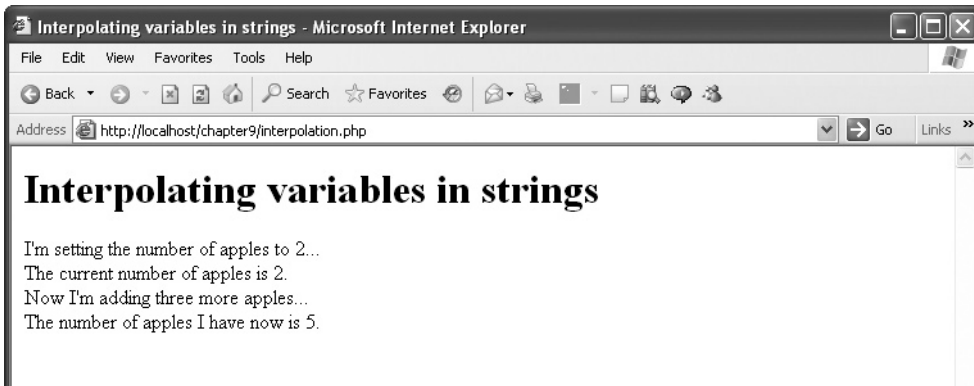 Interpolating variables in strings - Microsoft Internet Explorer
File Edit View Favorites Tools Help
Back Search Favorites
Address http://localhost/chapter9/interpolation.php Go Links »
Interpolating variables in strings
I'm setting the number of apples to 2...
The current number of apples is 2.
Now I'm adding three more apples...
The number of apples I have now is 5.